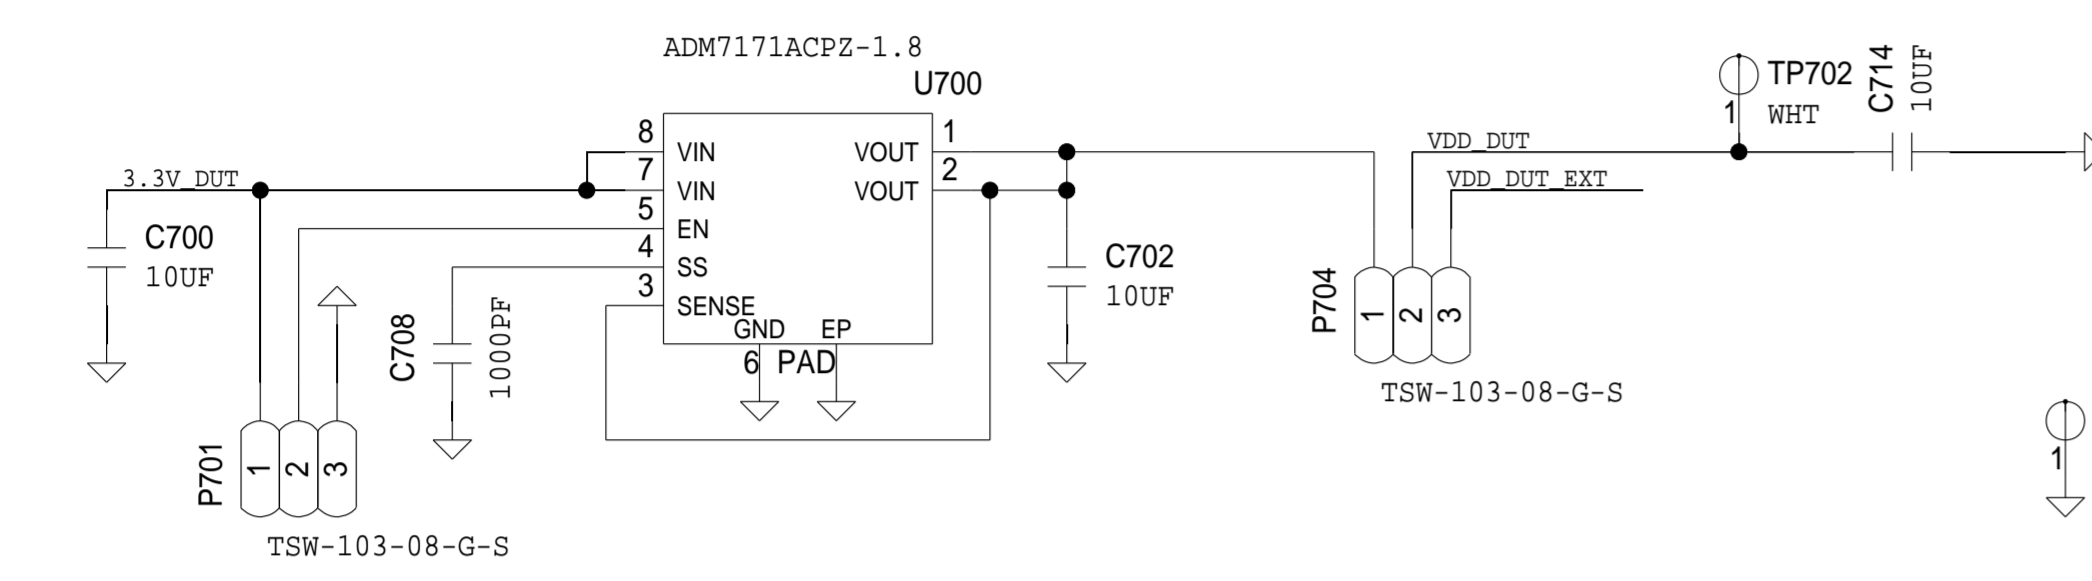 ADM7171ACPZ-1.8
U700
8
VIN
7
VIN
5
EN
4
SS
3
SENSE
GND
EP
6
PAD
VOUT
1
VOUT
2
3.3V_DUT
C700
10UF
C708
1000PF
P701
1
2
3
TSW-103-08-G-S
C702
10UF
P704
1
2
3
TSW-103-08-G-S
VDD_DUT
VDD_DUT_EXT
TP702
1
WHT
C714
10UF
1